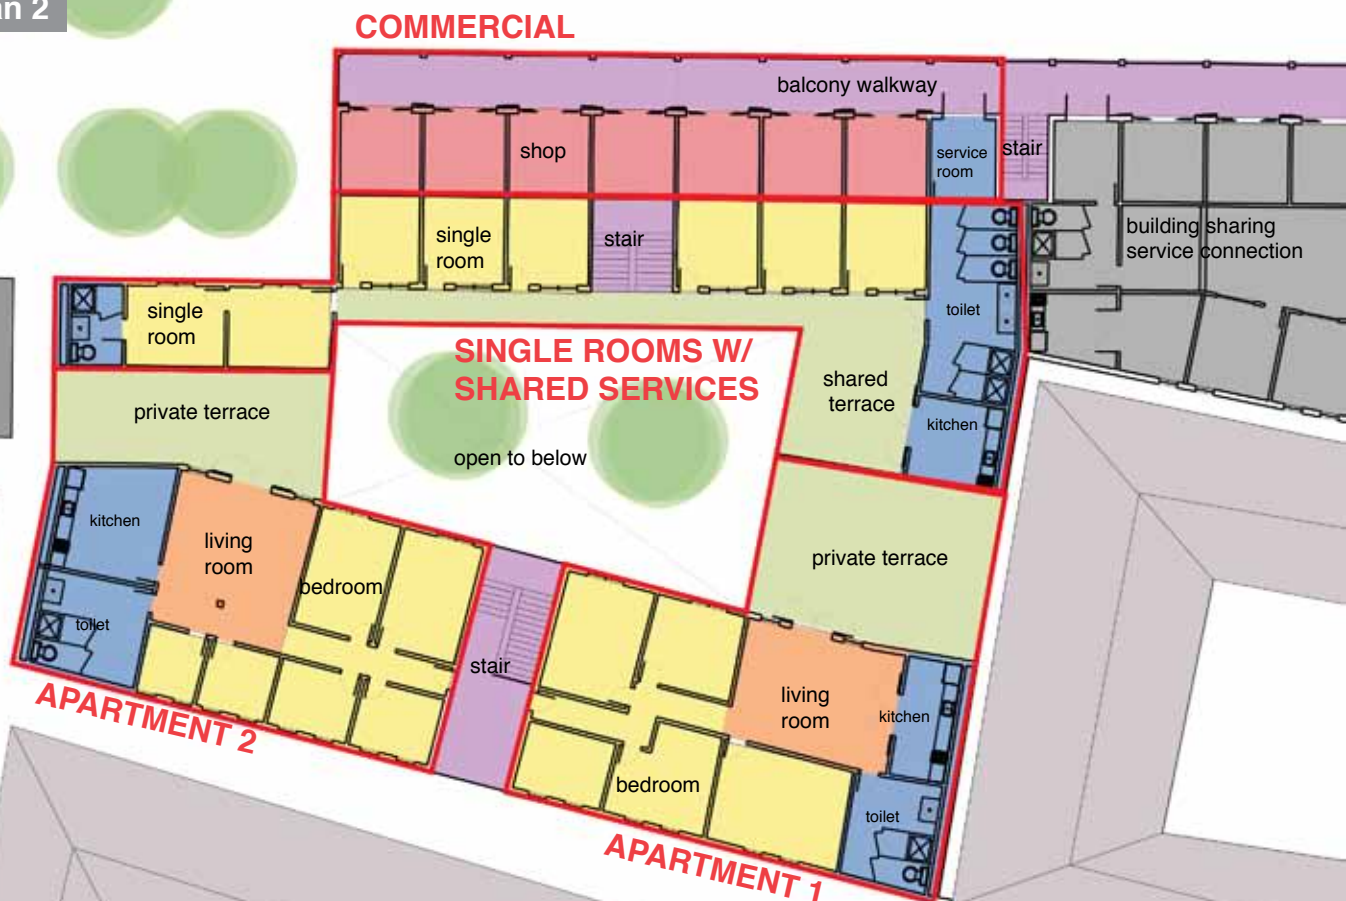 an 2
COMMERCIAL
balcony walkway
shop
service
room
stair
single
room
stair
building sharing
service connection
single
room
toilet
SINGLE ROOMS W/
SHARED SERVICES
shared
terrace
private terrace
kitchen
open to below
kitchen
living
room
bedroom
private terrace
toilet
stair
living
room
kitchen
APARTMENT 2
bedroom
toilet
APARTMENT 1